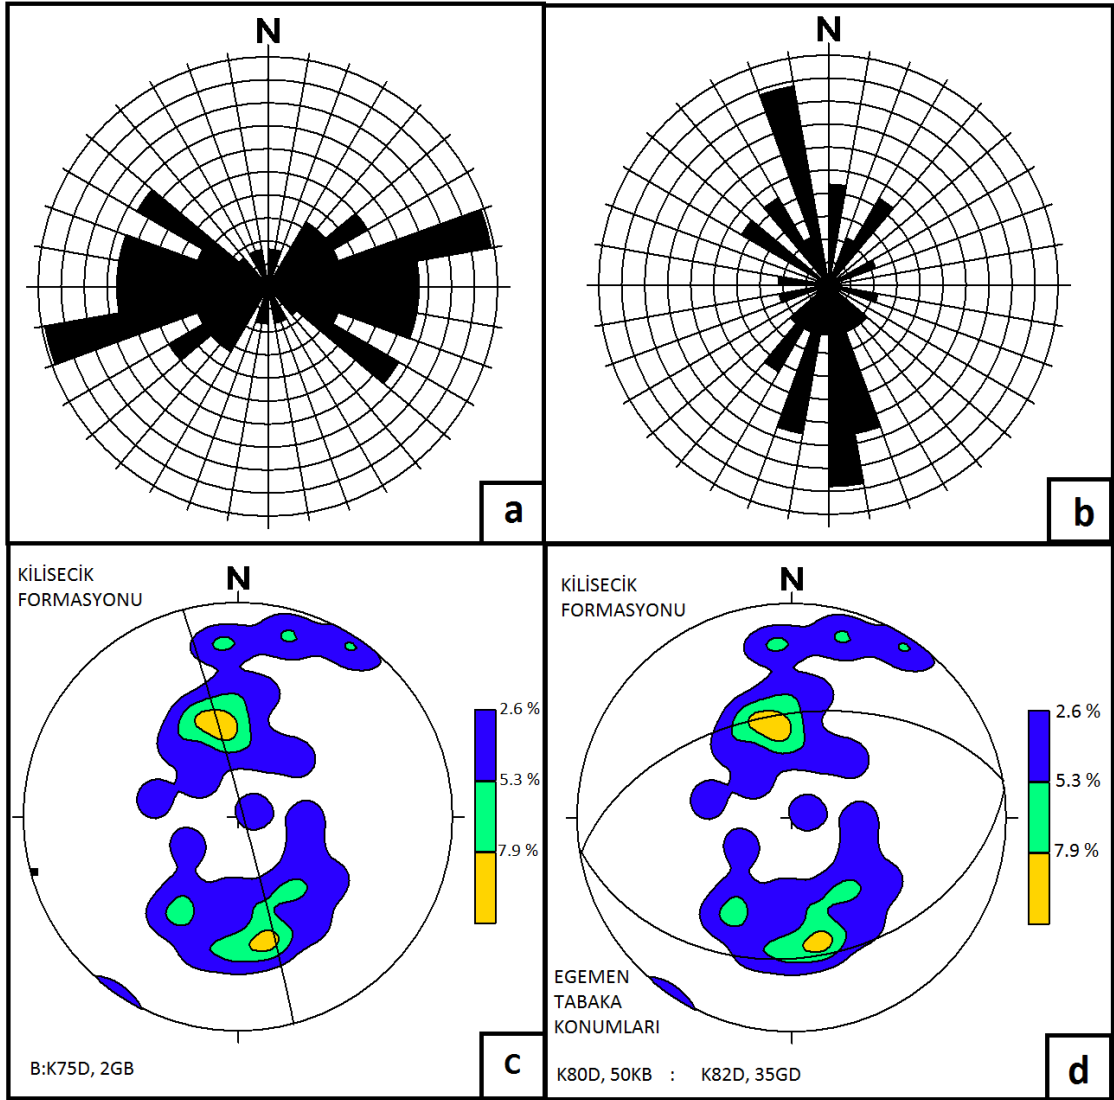 N
a
N
b
KİLİSECİK
FORMASYONU
N
2.6 %
5.3 %
7.9 %
B:K75D, 2GB
c
KİLİSECİK
FORMASYONU
N
2.6 %
5.3 %
7.9 %
EGEMEN
TABAKA
KONUMLARI
K80D, 50KB : K82D, 35GD
d